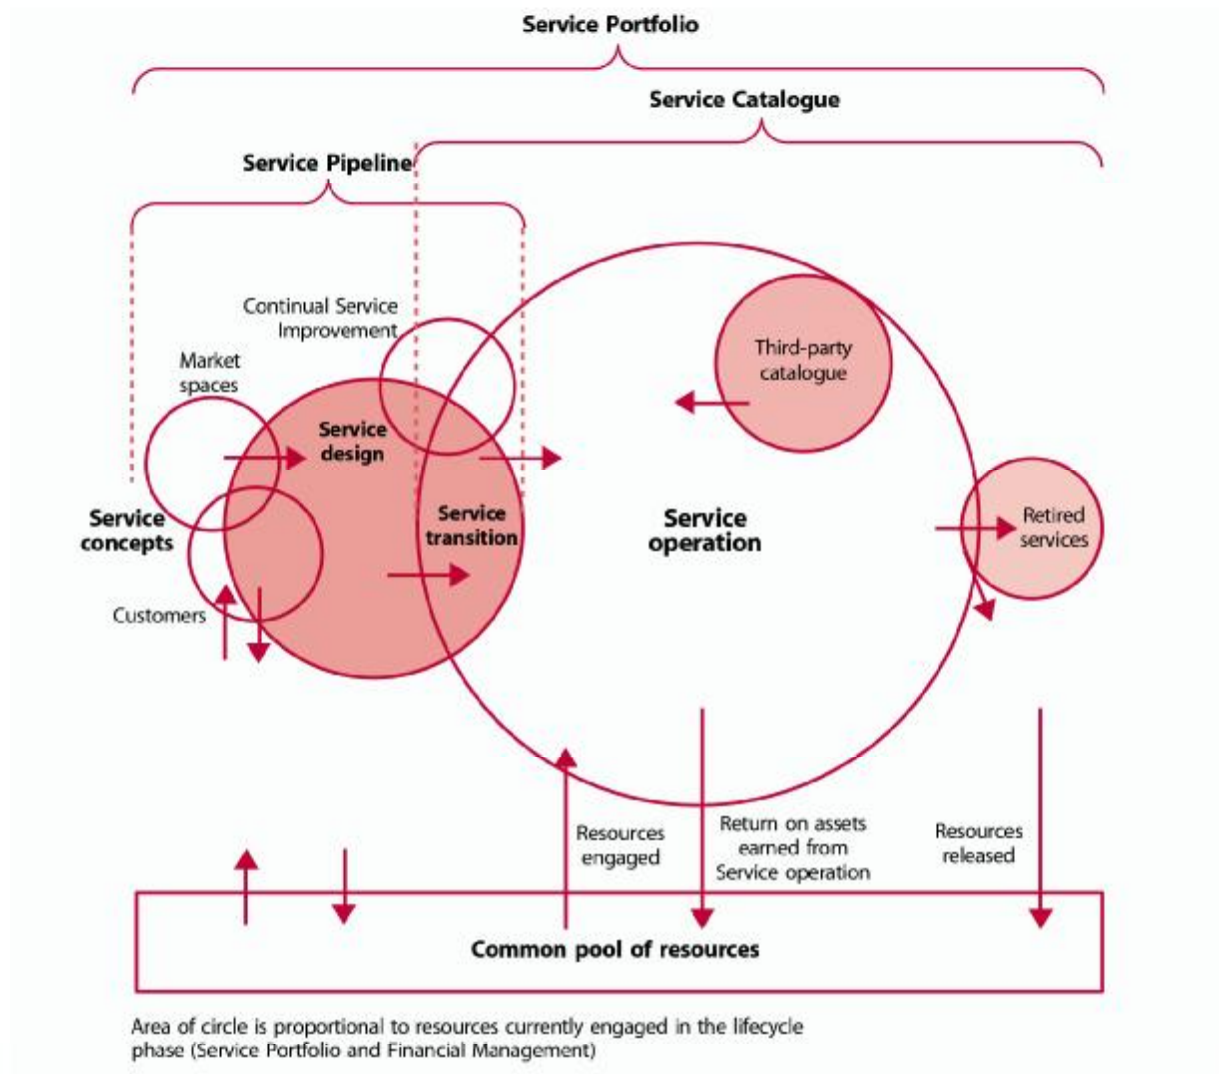 Service Portfolio
Service Catalogue
Service Pipeline
Continual Service
Improvement
Market
spaces
Third-party
catalogue
Service
design
Service
concepts
Service
transition
Service
operation
Retired
services
Customers
Resources
engaged
Return on assets
earned from
Service operation
Resources
released
Common pool of resources
Area of circle is proportional to resources currently engaged in the lifecycle
phase (Service Portfolio and Financial Management)